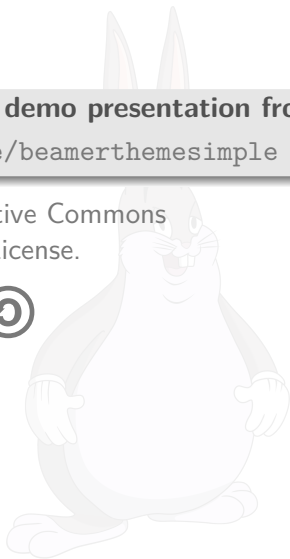 demo presentation fro
e/beamerthemesimple
tive Commons
icense.